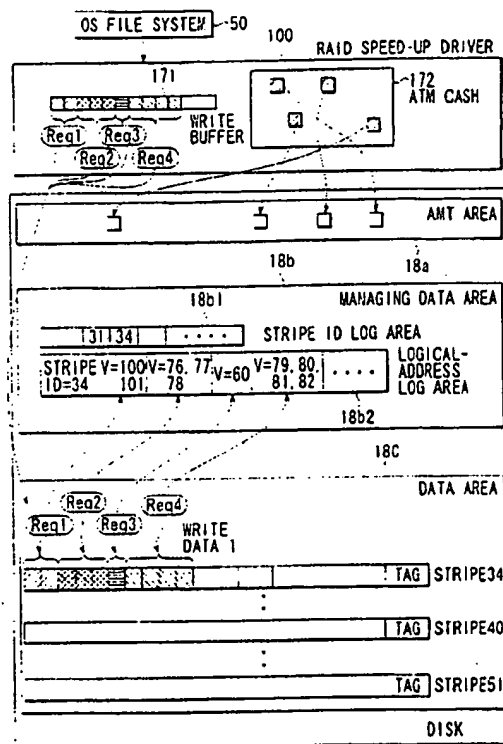 OS FILE SYSTEM 50
100
RAID SPEED-UP DRIVER
171
172
ATM CASH
WRITE
BUFFER
Req1 Req3
Req2 Req4
AMT AREA
18b 18a
18b1 MANAGING DATA AREA
31 34 · · · · STRIPE ID LOG AREA
STRIPE V=100 V=76, 77, V=60 V=79, 80, · · · · LOGICAL-
ID=34 101, 78 81, 82 ADDRESS
LOG AREA
18b2
18C
DATA AREA
Req2 Req4
Req1 Req3 WRITE
DATA 1
TAG STRIPE34
TAG STRIPE40
TAG STRIPE51
DISK